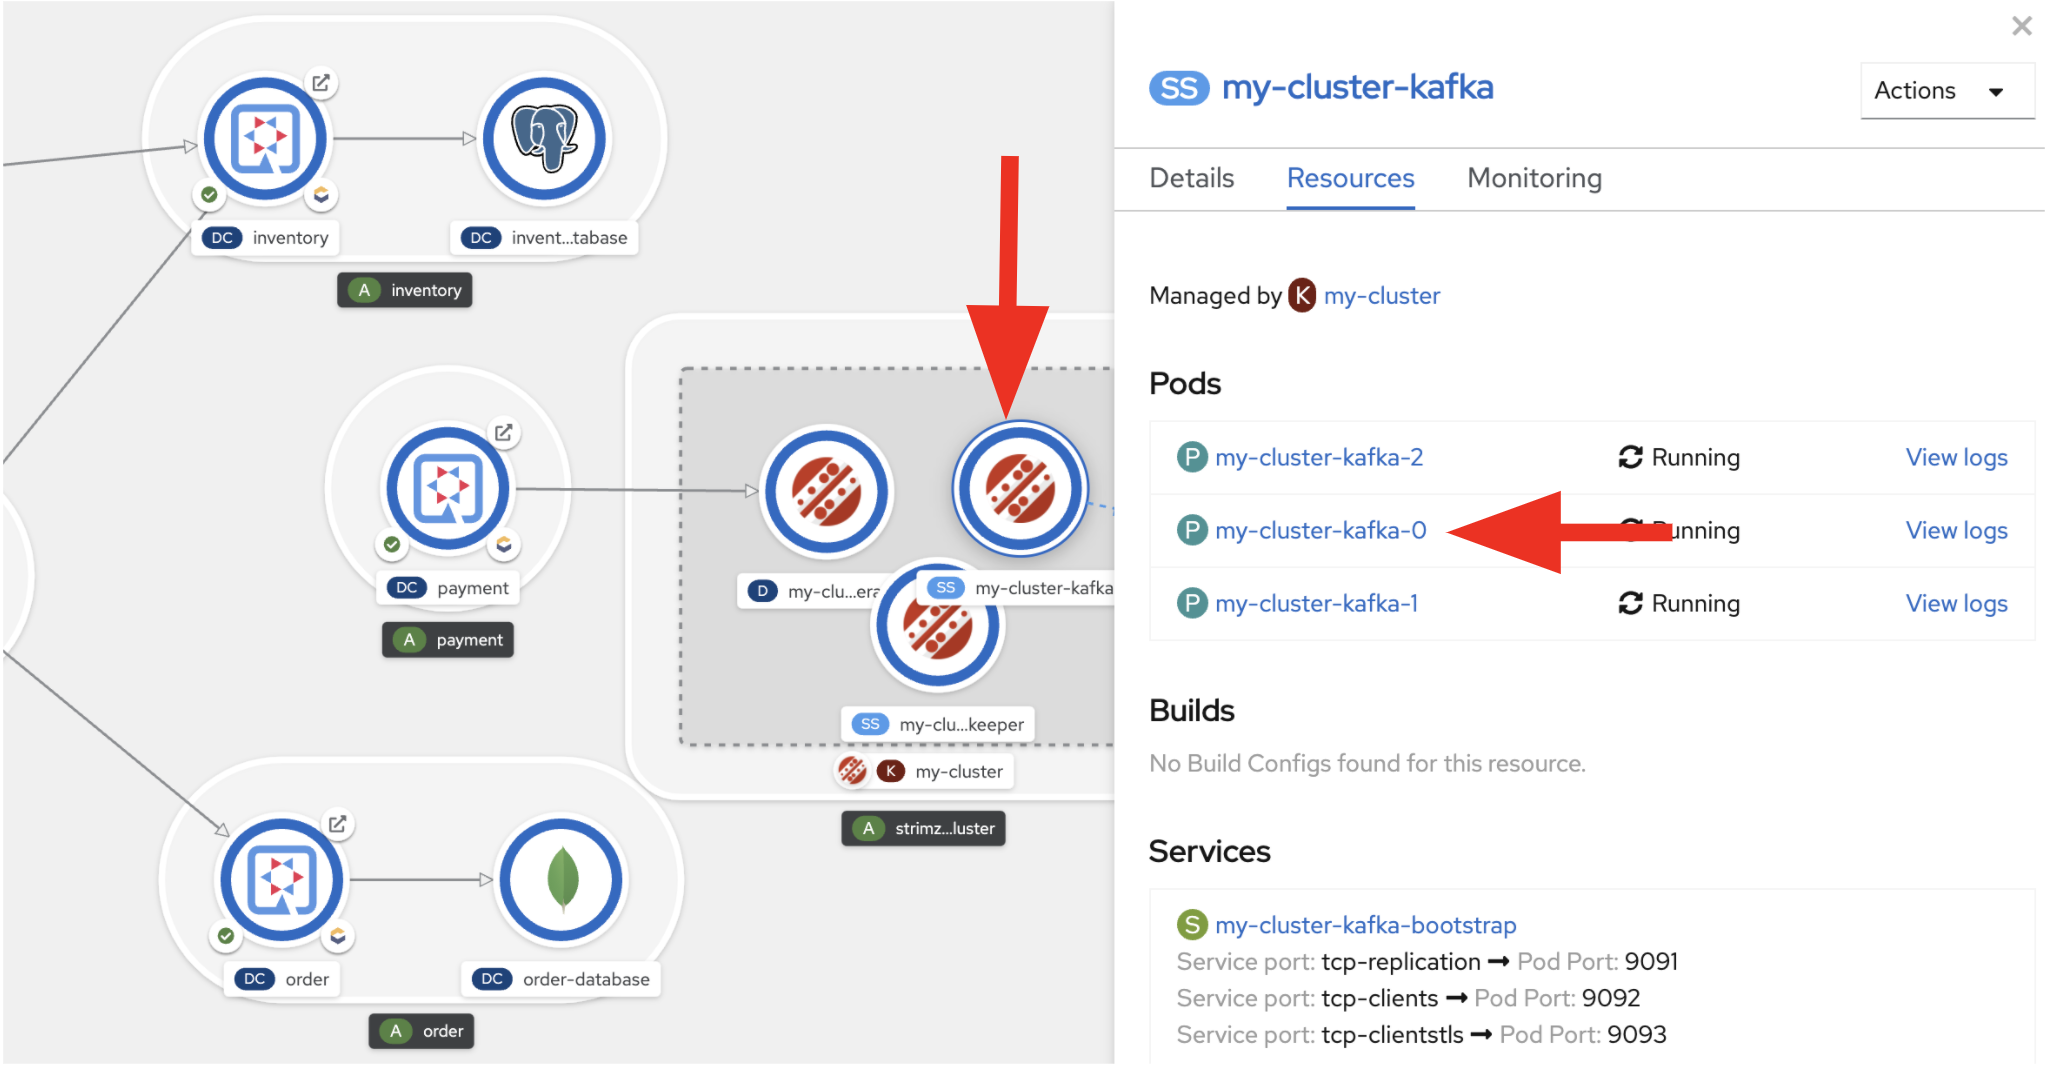 DC inventory
DC invent...tabase
A inventory
DC payment
A payment
D my-clu...era
SS my-cluster-kafka
SS my-clu...keeper
K my-cluster
A strimz...luster
DC order
DC order-database
A order
SS my-cluster-kafka
Actions
Details Resources Monitoring
Managed by K my-cluster
Pods
P my-cluster-kafka-2 Running View logs
P my-cluster-kafka-0 Running View logs
P my-cluster-kafka-1 Running View logs
Builds
No Build Configs found for this resource.
Services
S my-cluster-kafka-bootstrap
Service port: tcp-replication → Pod Port: 9091
Service port: tcp-clients → Pod Port: 9092
Service port: tcp-clientstls → Pod Port: 9093